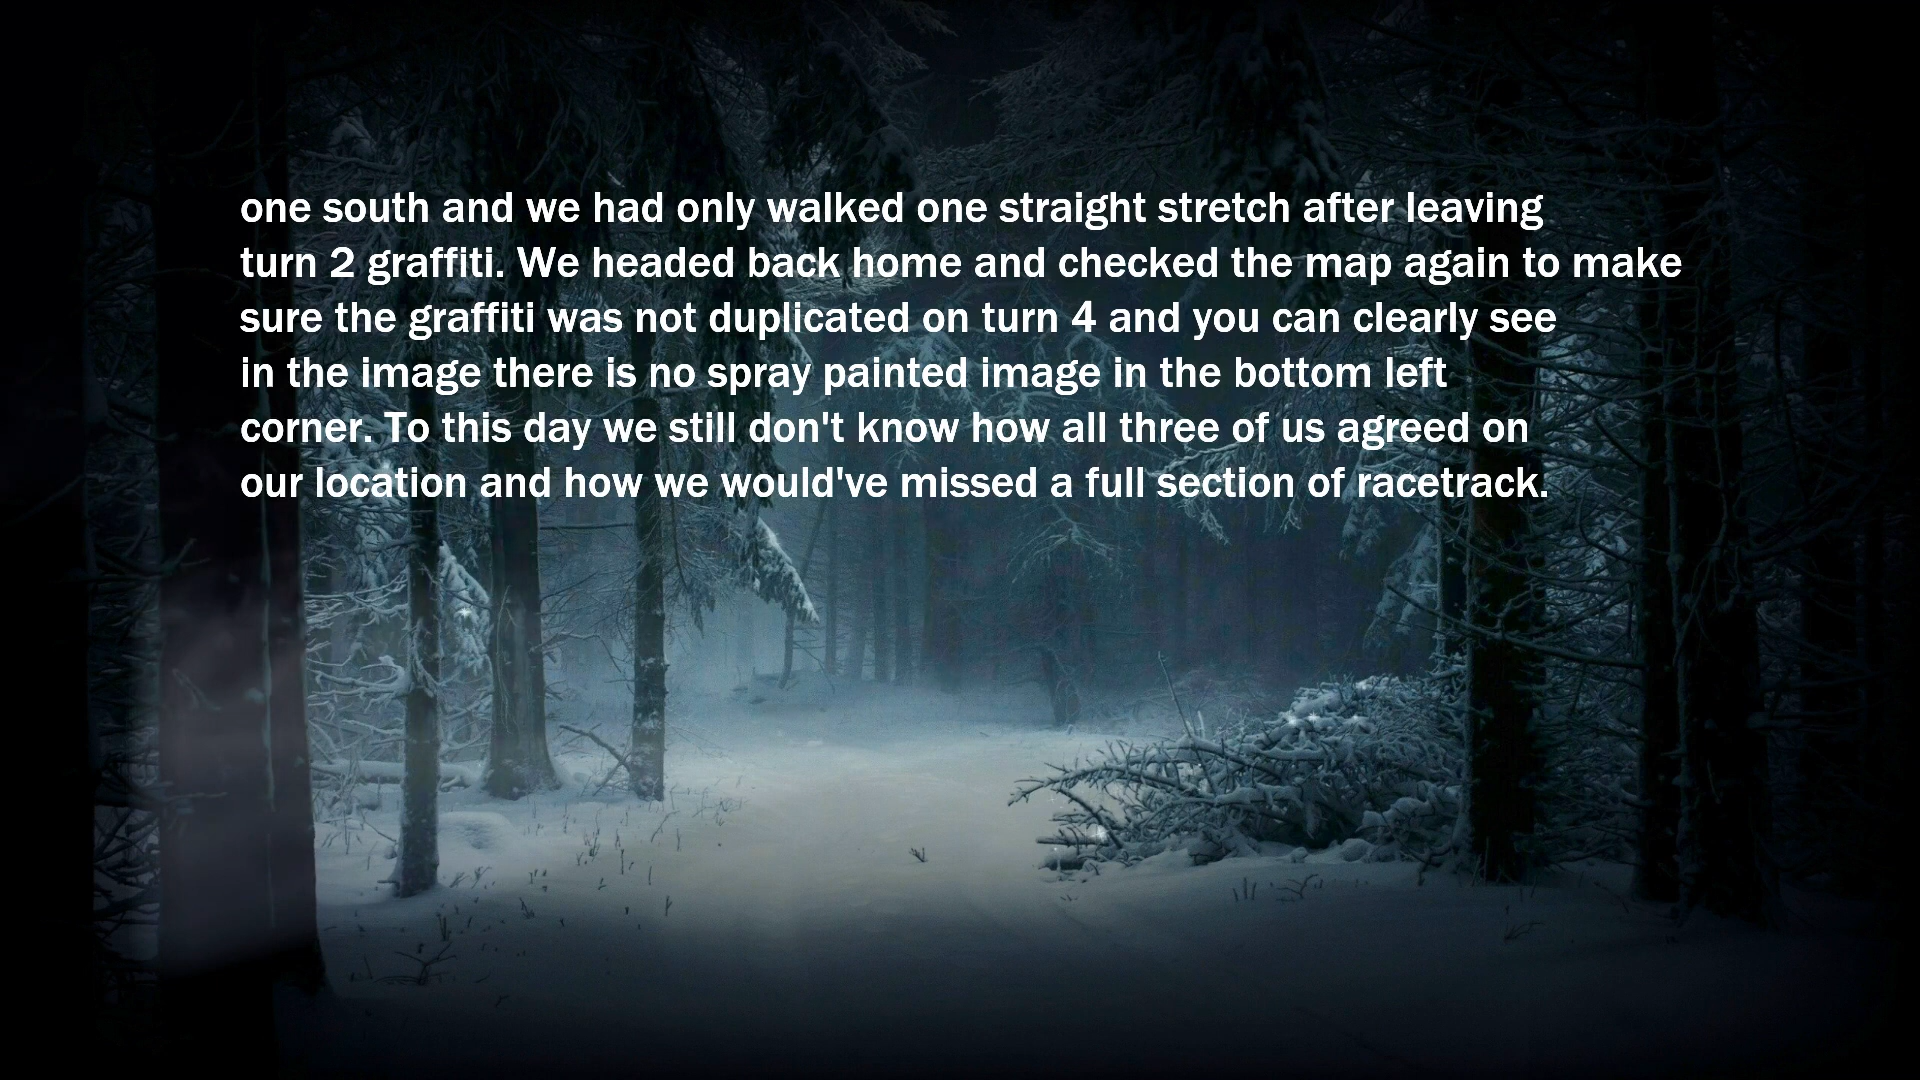 one south and we had only walked one straight stretch after leaving
turn 2 graffiti. We headed back home and checked the map again to make
sure the graffiti was not duplicated on turn 4 and you can clearly see
in the image there is no spray painted image in the bottom left
corner. To this day we still don't know how all three of us agreed on
our location and how we would've missed a full section of racetrack.